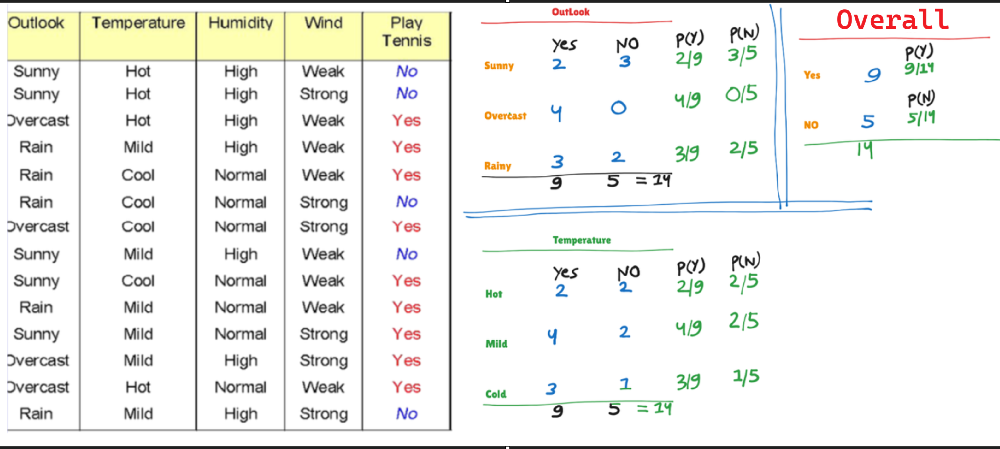 Outlook Temperature Humidity Wind Play Tennis
Sunny Hot High Weak No
Sunny Hot High Strong No
Overcast Hot High Weak Yes
Rain Mild High Weak Yes
Rain Cool Normal Weak Yes
Rain Cool Normal Strong No
Overcast Cool Normal Strong Yes
Sunny Mild High Weak No
Sunny Cool Normal Weak Yes
Rain Mild Normal Weak Yes
Sunny Mild Normal Strong Yes
Overcast Mild High Strong Yes
Overcast Hot Normal Weak Yes
Rain Mild High Strong No
OutLook
Yes NO P(Y) P(N)
Sunny 2 3 2/9 3/5
Overcast 4 0 4/9 0/5
Rainy 3 2 3/9 2/5
9 5 = 14
Overall
P(Y)
Yes 9 9/14
P(N)
NO 5 5/14
14
Temperature
Yes NO P(Y) P(N)
Hot 2 2 2/9 2/5
Mild 4 2 4/9 2/5
Cold 3 1 3/9 1/5
9 5 = 14